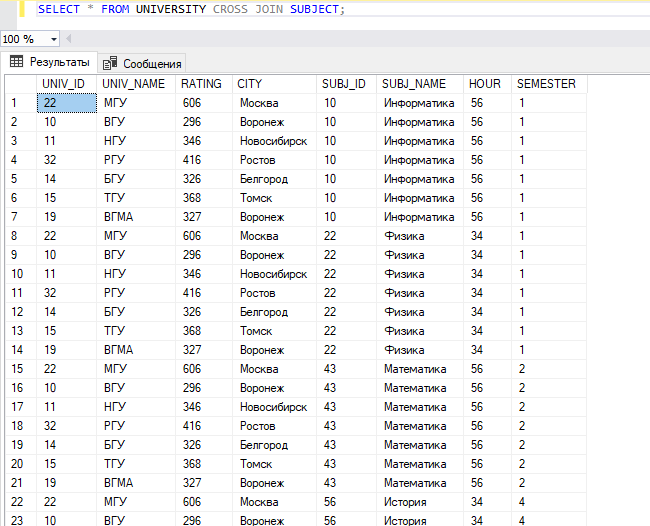 SELECT * FROM UNIVERSITY CROSS JOIN SUBJECT;
100 %
Результаты Сообщения
UNIV_ID UNIV_NAME RATING CITY SUBJ_ID SUBJ_NAME HOUR SEMESTER
1 22 МГУ 606 Москва 10 Информатика 56 1
2 10 ВГУ 296 Воронеж 10 Информатика 56 1
3 11 НГУ 346 Новосибирск 10 Информатика 56 1
4 32 РГУ 416 Ростов 10 Информатика 56 1
5 14 БГУ 326 Белгород 10 Информатика 56 1
6 15 ТГУ 368 Томск 10 Информатика 56 1
7 19 ВГМА 327 Воронеж 10 Информатика 56 1
8 22 МГУ 606 Москва 22 Физика 34 1
9 10 ВГУ 296 Воронеж 22 Физика 34 1
10 11 НГУ 346 Новосибирск 22 Физика 34 1
11 32 РГУ 416 Ростов 22 Физика 34 1
12 14 БГУ 326 Белгород 22 Физика 34 1
13 15 ТГУ 368 Томск 22 Физика 34 1
14 19 ВГМА 327 Воронеж 22 Физика 34 1
15 22 МГУ 606 Москва 43 Математика 56 2
16 10 ВГУ 296 Воронеж 43 Математика 56 2
17 11 НГУ 346 Новосибирск 43 Математика 56 2
18 32 РГУ 416 Ростов 43 Математика 56 2
19 14 БГУ 326 Белгород 43 Математика 56 2
20 15 ТГУ 368 Томск 43 Математика 56 2
21 19 ВГМА 327 Воронеж 43 Математика 56 2
22 22 МГУ 606 Москва 56 История 34 4
23 10 ВГУ 296 Воронеж 56 История 34 4